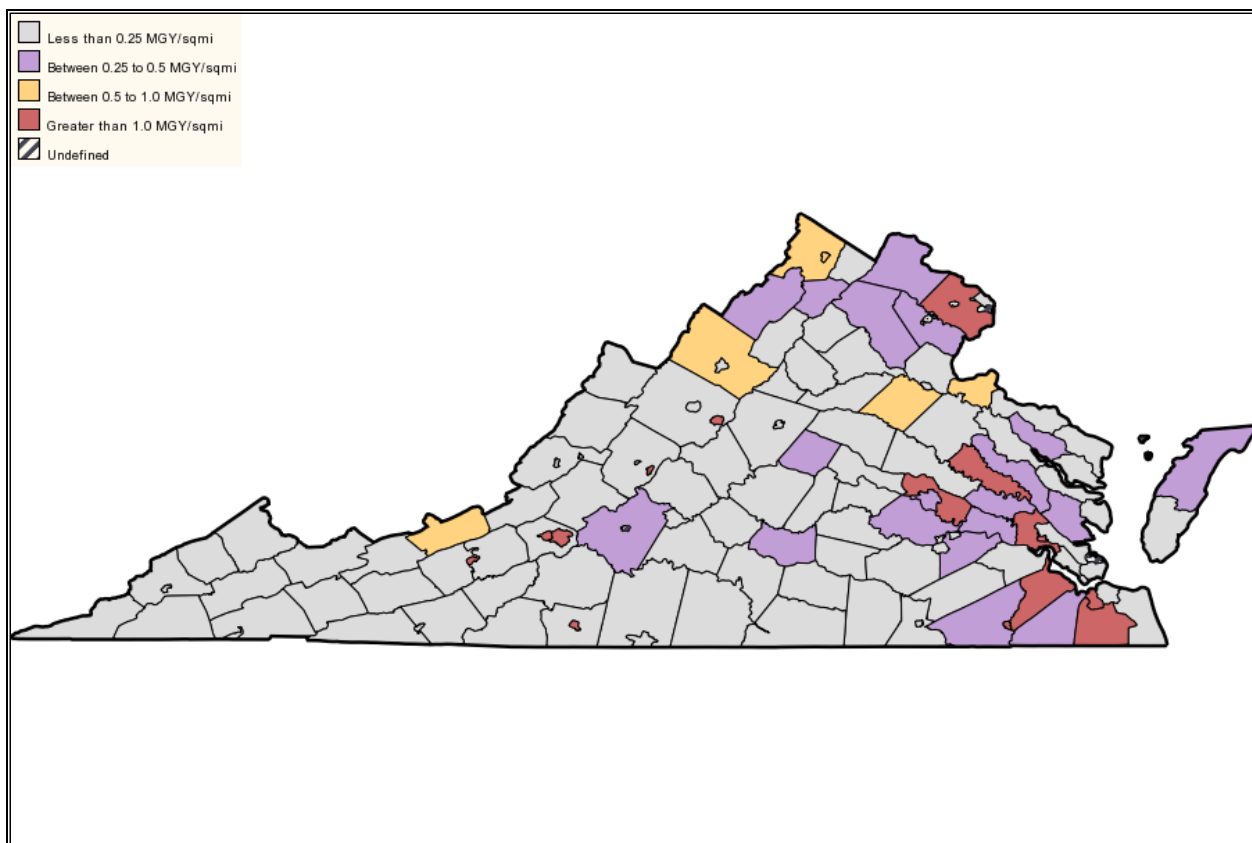 Less than 0.25 MGY/sqmi
Between 0.25 to 0.5 MGY/sqmi
Between 0.5 to 1.0 MGY/sqmi
Greater than 1.0 MGY/sqmi
Undefined